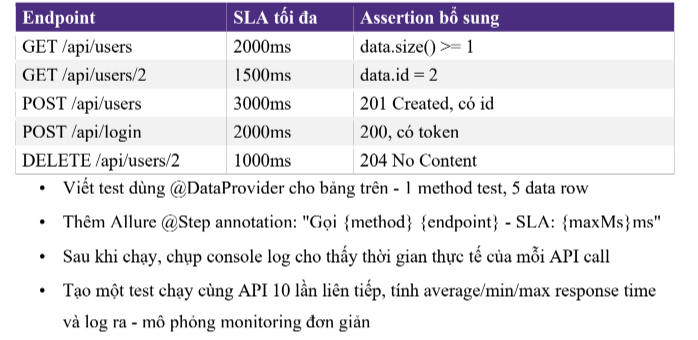 Endpoint SLA tối đa Assertion bổ sung
GET /api/users 2000ms data.size() >= 1
GET /api/users/2 1500ms data.id = 2
POST /api/users 3000ms 201 Created, có id
POST /api/login 2000ms 200, có token
DELETE /api/users/2 1000ms 204 No Content
• Viết test dùng @DataProvider cho bảng trên - 1 method test, 5 data row
• Thêm Allure @Step annotation: "Gọi {method} {endpoint} - SLA: {maxMs}ms"
• Sau khi chạy, chụp console log cho thấy thời gian thực tế của mỗi API call
• Tạo một test chạy cùng API 10 lần liên tiếp, tính average/min/max response time
và log ra - mô phỏng monitoring đơn giản